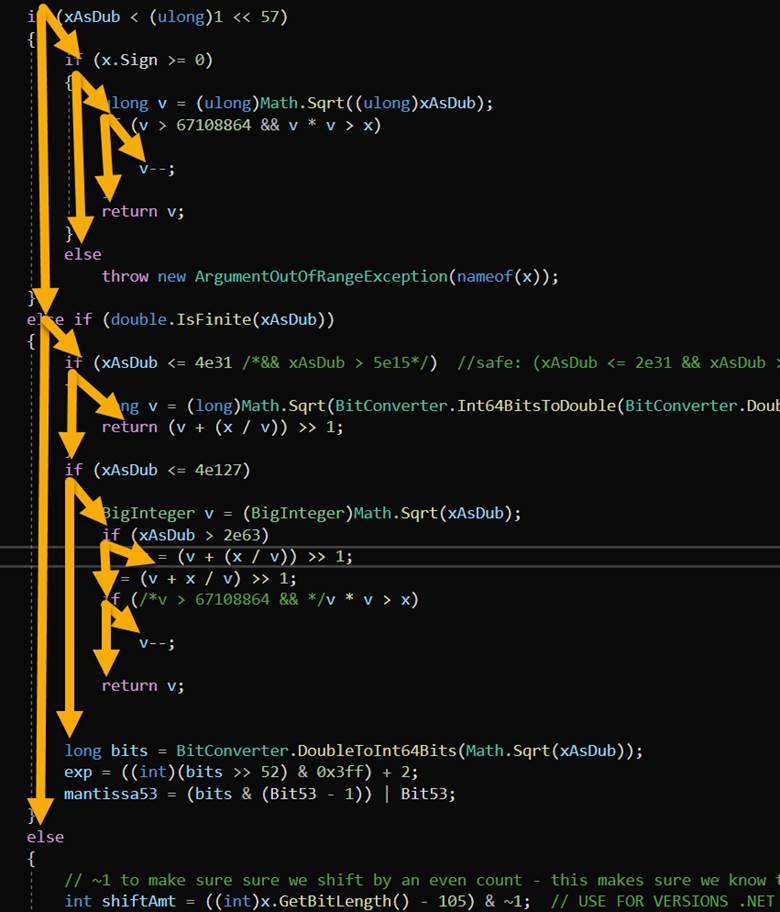 (xAsDub < (ulong)1 << 57)
{
if (x.Sign >= 0)
{
ulong v = (ulong)Math.Sqrt((ulong)xAsDub);
(v > 67108864 && v * v > x)
v--;
return v;
}
else
throw new ArgumentOutOfRangeException(nameof(x));
}
else if (double.IsFinite(xAsDub))
{
if (xAsDub <= 4e31 /*&& xAsDub > 5e15*/)  //safe: (xAsDub <= 2e31 && xAsDub >
v = (long)Math.Sqrt(BitConverter.Int64BitsToDouble(BitConverter.Doub
return (v + (x / v)) >> 1;
if (xAsDub <= 4e127)
BigInteger v = (BigInteger)Math.Sqrt(xAsDub);
if (xAsDub > 2e63)
= (v + (x / v)) >> 1;
= (v + x / v) >> 1;
if (/*v > 67108864 && */v * v > x)
v--;
return v;
long bits = BitConverter.DoubleToInt64Bits(Math.Sqrt(xAsDub));
exp = ((int)(bits >> 52) & 0x3ff) + 2;
mantissa53 = (bits & (Bit53 - 1)) | Bit53;
}
else
{
// ~1 to make sure sure we shift by an even count - this makes sure we know
int shiftAmt = ((int)x.GetBitLength() - 105) & ~1;  // USE FOR VERSIONS .NET